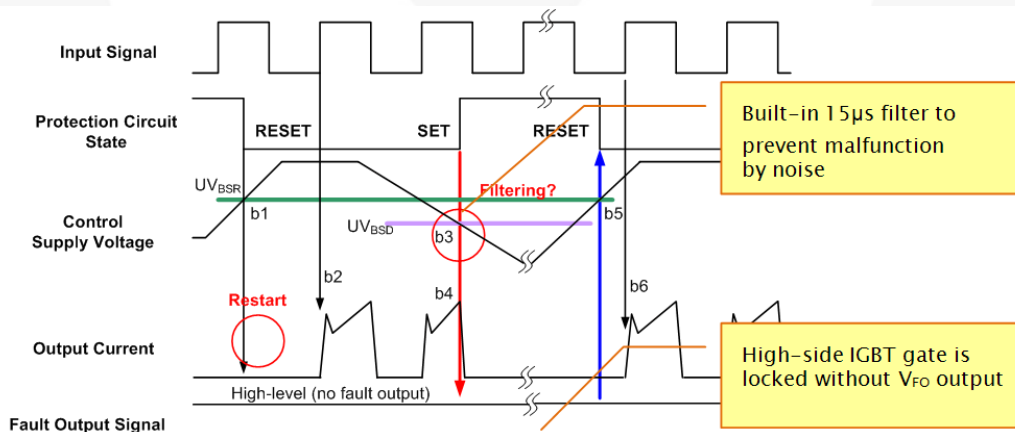 Input Signal
Protection Circuit
State
RESET
SET
RESET
Built-in 15µs filter to
prevent malfunction
by noise
UVBSR
b1
Filtering?
b5
Control
Supply Voltage
UVBSD
b3
b2
b4
b6
Restart
Output Current
High-side IGBT gate is
locked without VFO output
High-level (no fault output)
Fault Output Signal